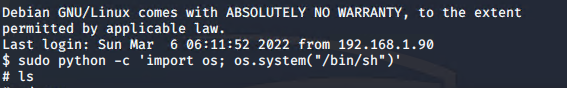 Debian GNU/Linux comes with ABSOLUTELY NO WARRANTY, to the extent
permitted by applicable law.
Last login: Sun Mar  6 06:11:52 2022 from 192.168.1.90
$ sudo python -c 'import os; os.system("/bin/sh")'
# ls